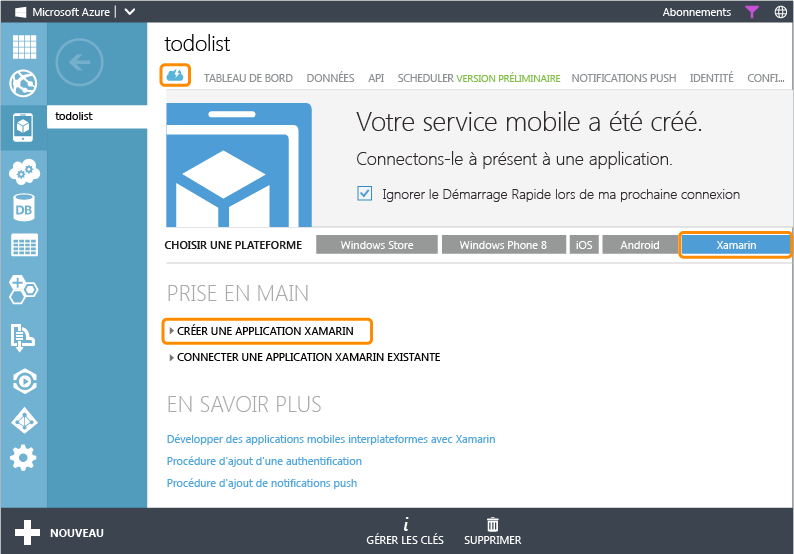 Microsoft Azure
Abonnements
todolist
todolist
TABLEAU DE BORD DONNÉES API SCHEDULER VERSION PRÉLIMINAIRE NOTIFICATIONS PUSH IDENTITÉ CONFI...
Votre service mobile a été créé.
Connectons-le à présent à une application.
Ignorer le Démarrage Rapide lors de ma prochaine connexion
CHOISIR UNE PLATEFORME Windows Store Windows Phone 8 iOS Android Xamarin
PRISE EN MAIN
CRÉER UNE APPLICATION XAMARIN
CONNECTER UNE APPLICATION XAMARIN EXISTANTE
EN SAVOIR PLUS
Développer des applications mobiles interplateformes avec Xamarin
Procédure d'ajout d'une authentification
Procédure d'ajout de notifications push
DB
NOUVEAU
GÉRER LES CLÉS
SUPPRIMER